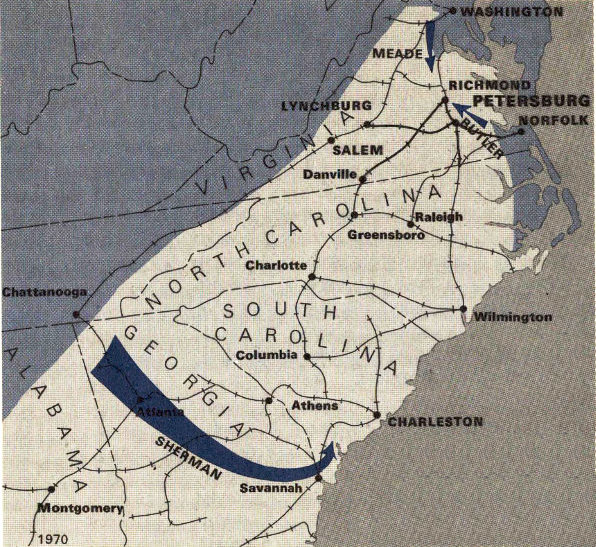 WASHINGTON
MEADE
RICHMOND
LYNCHBURG
PETERSBURG
NORFOLK
BUTLER
SALEM
VIRGINIA
Danville
NORTH CAROLINA
Raleigh
Greensboro
Charlotte
Chattanooga
SOUTH
CAROLINA
Wilmington
GEORGIA
Columbia
ALABAMA
Athens
Atlanta
CHARLESTON
SHERMAN
Savannah
Montgomery
1970